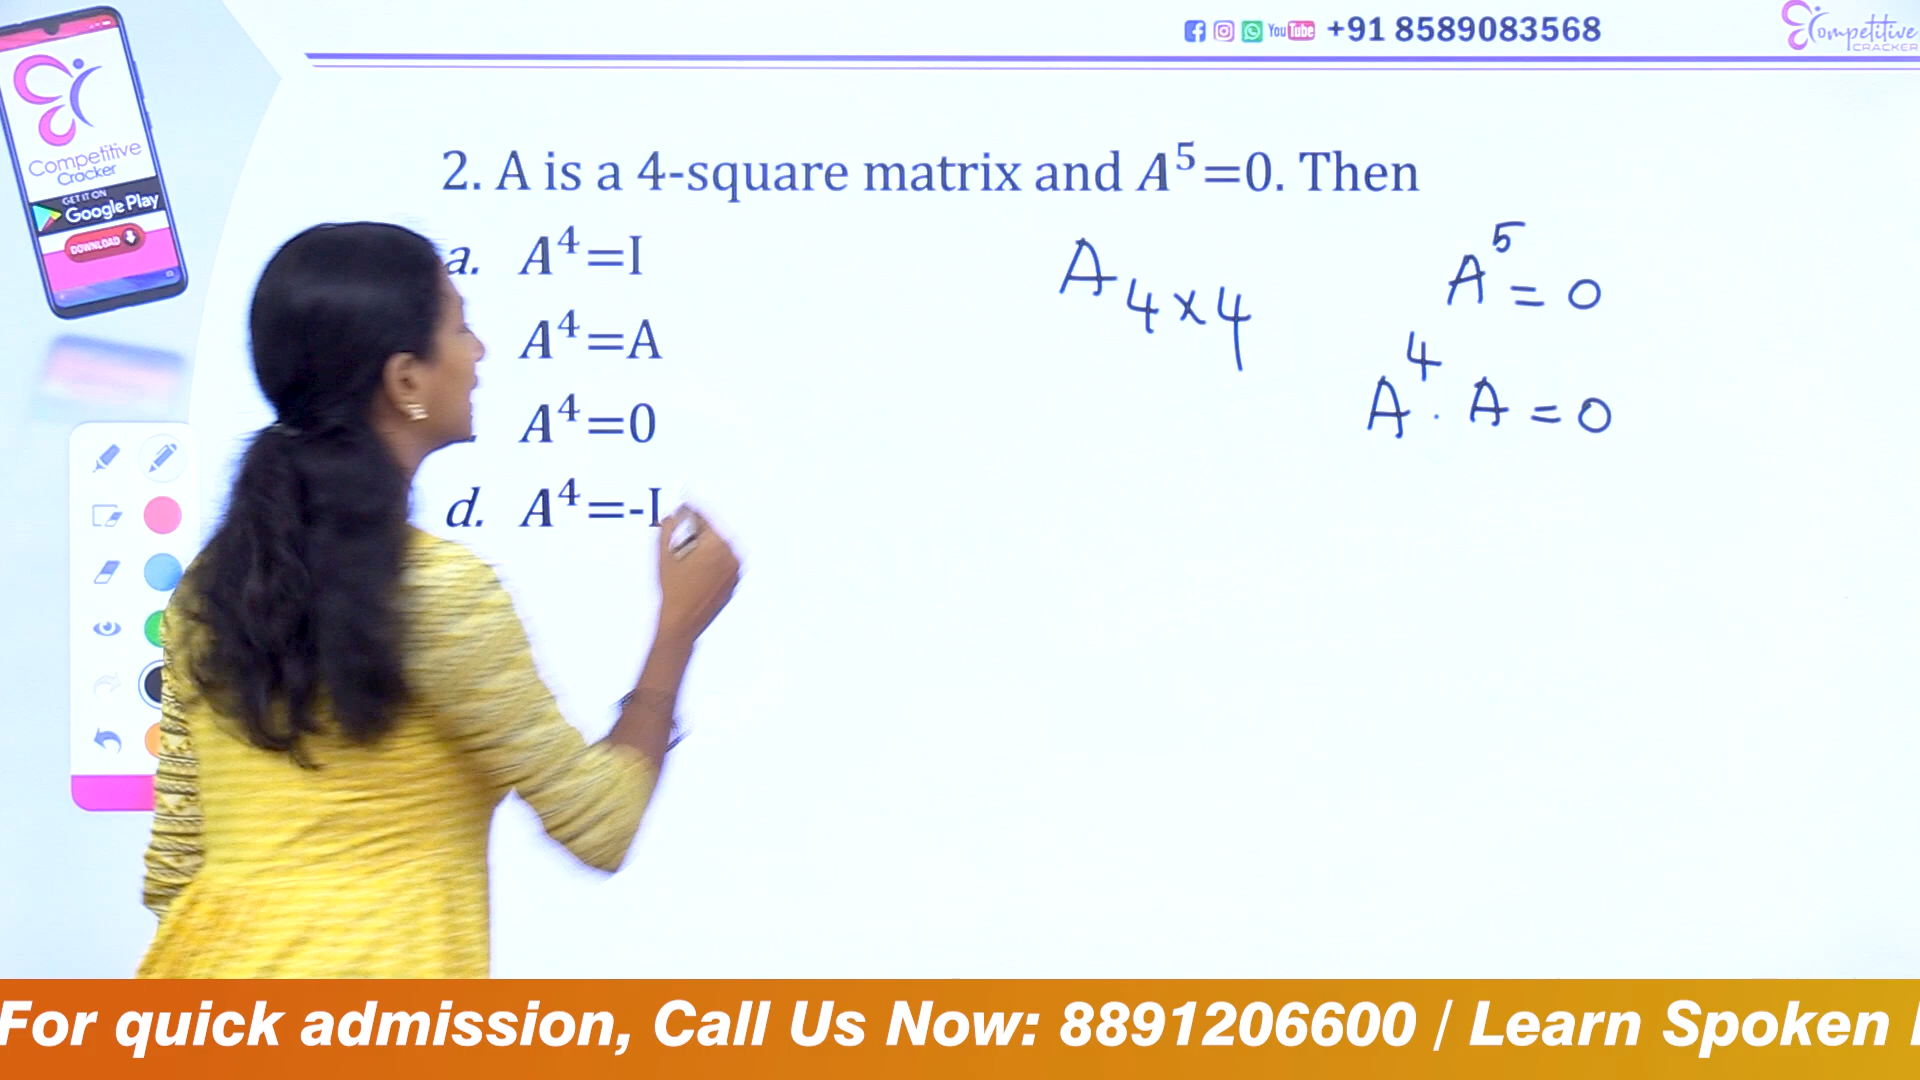 +91 8589083568
You Tube
Competitive
CRACKER
Competitive
Cracker
GET IT ON
Google Play
DOWNLOAD
2. A is a 4-square matrix and A⁵=0. Then
a. A⁴=I
A⁴=A
A⁴=0
d. A⁴=-I
A₄ₓ₄
A⁵ = 0
A⁴ . A = 0
For quick admission, Call Us Now: 8891206600 / Learn Spoken